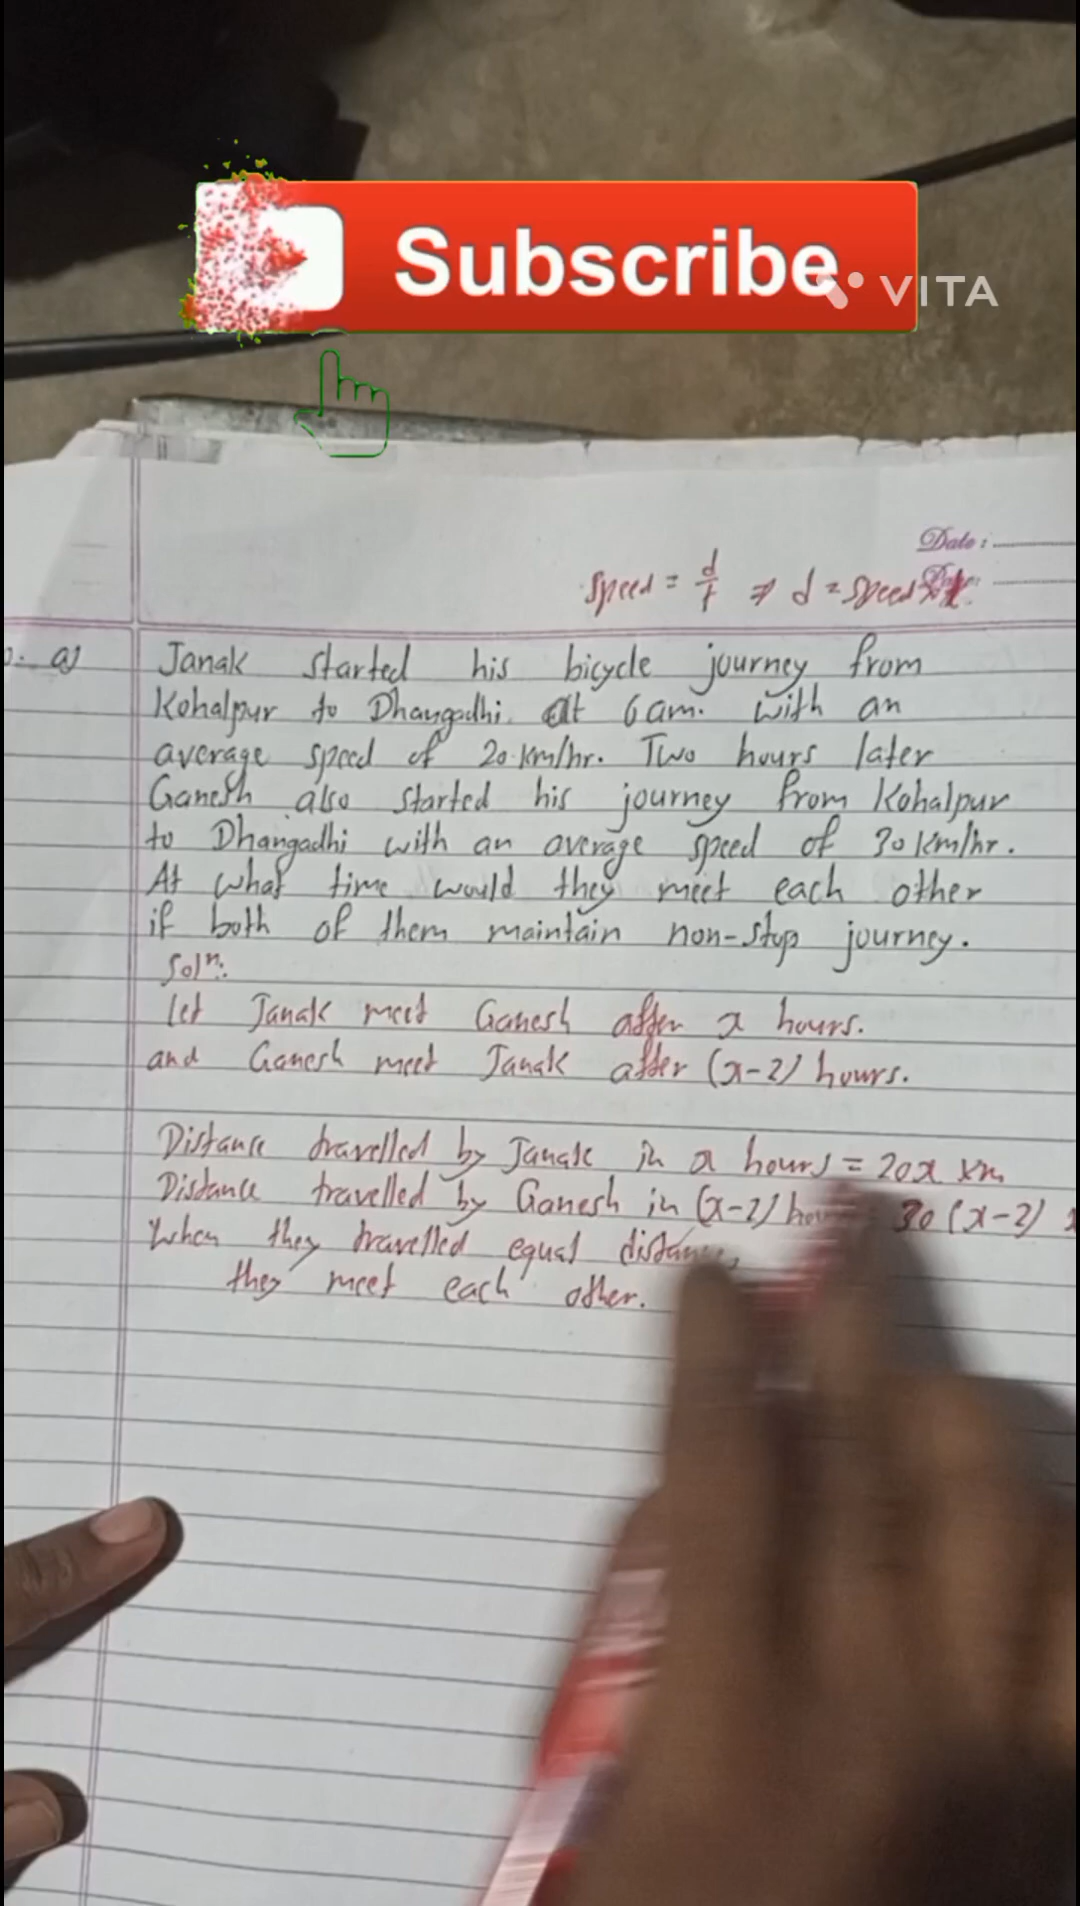 Subscribe
VITA
Date:
speed = d/t ⇒ d = speed x t
a) Janak started his bicycle journey from
Kohalpur to Dhangadhi at 6 am. with an
average speed of 20 km/hr. Two hours later
Ganesh also started his journey from Kohalpur
to Dhangadhi with an average speed of 30 km/hr.
At what time would they meet each other
if both of them maintain non-stop journey.
Solⁿ:
Let Janak meet Ganesh after x hours.
and Ganesh meet Janak after (x-2) hours.
Distance travelled by Janak in x hours = 20x km
Distance travelled by Ganesh in (x-2) 30 (x-2)
When they travelled equal distance,
they meet each other.